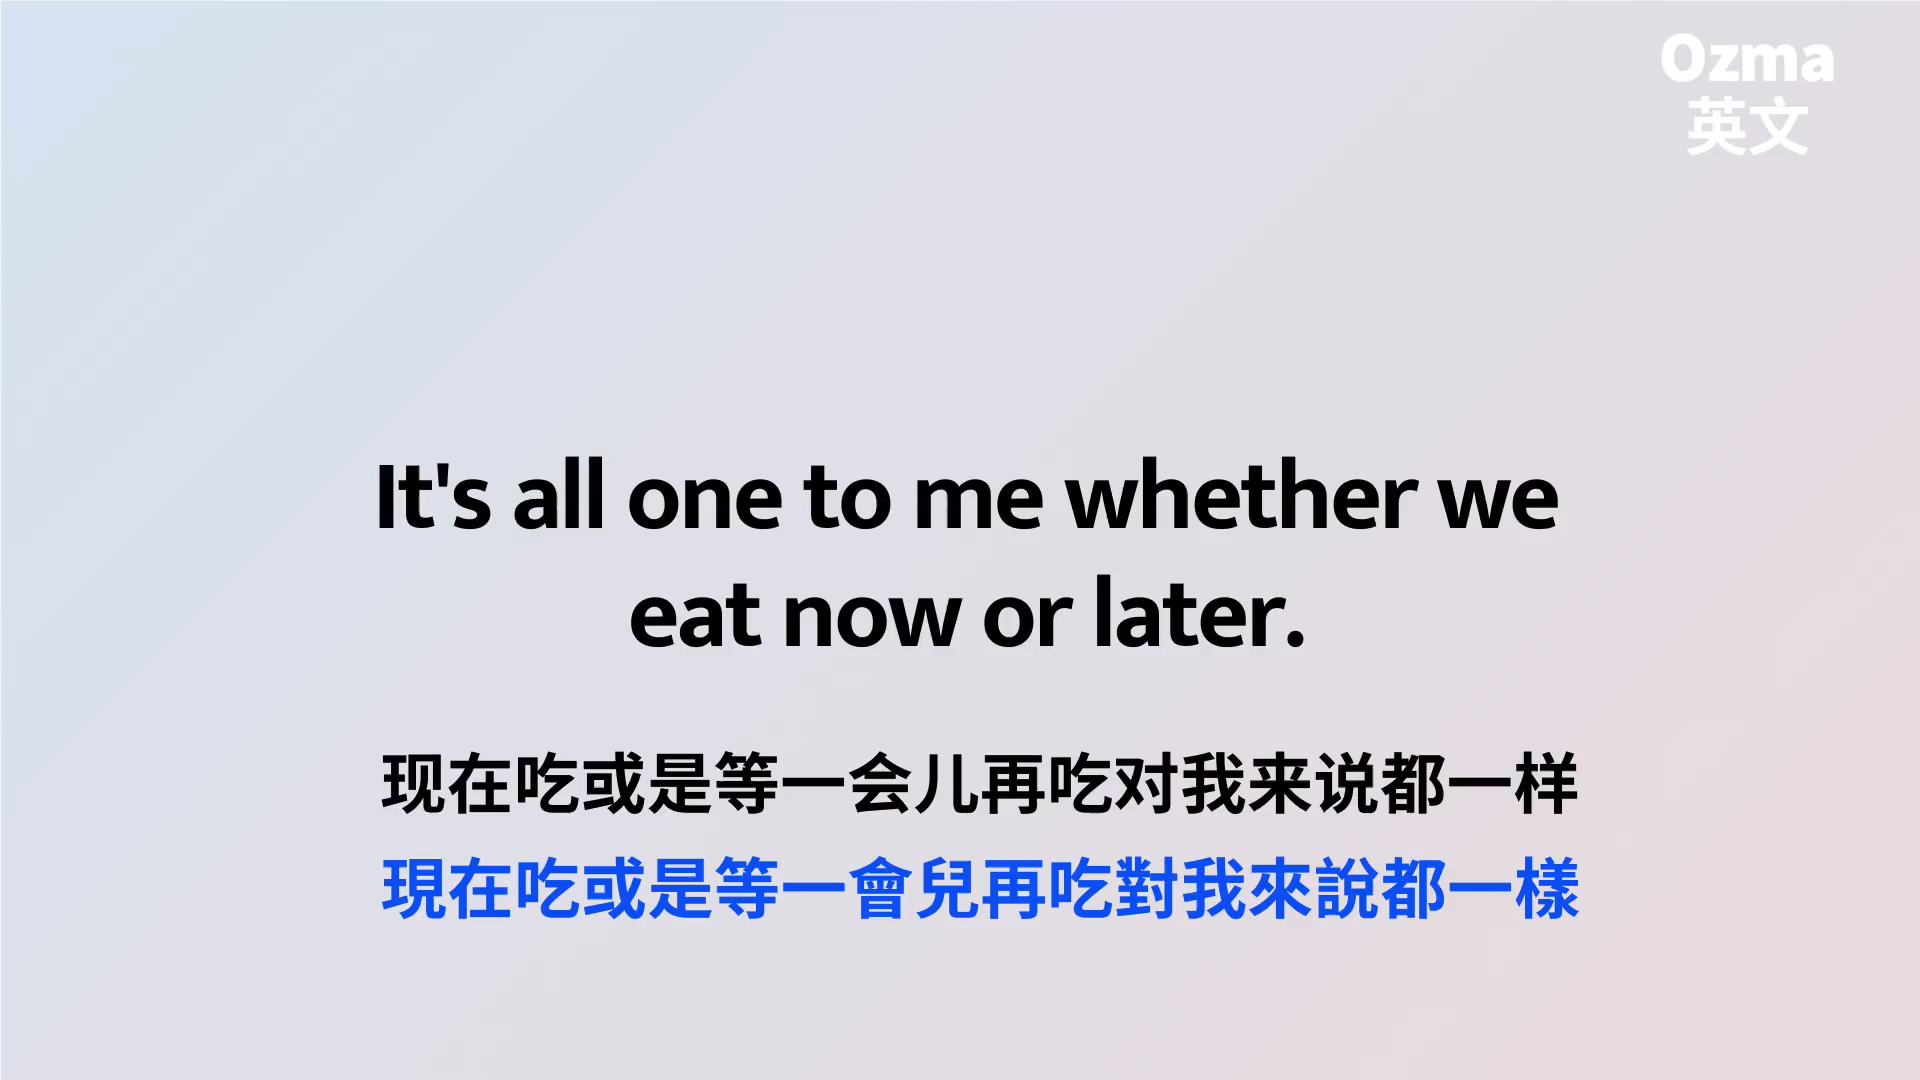 Ozma
英文
It's all one to me whether we
eat now or later.
现在吃或是等一会儿再吃对我来说都一样
現在吃或是等一會兒再吃對我來說都一樣